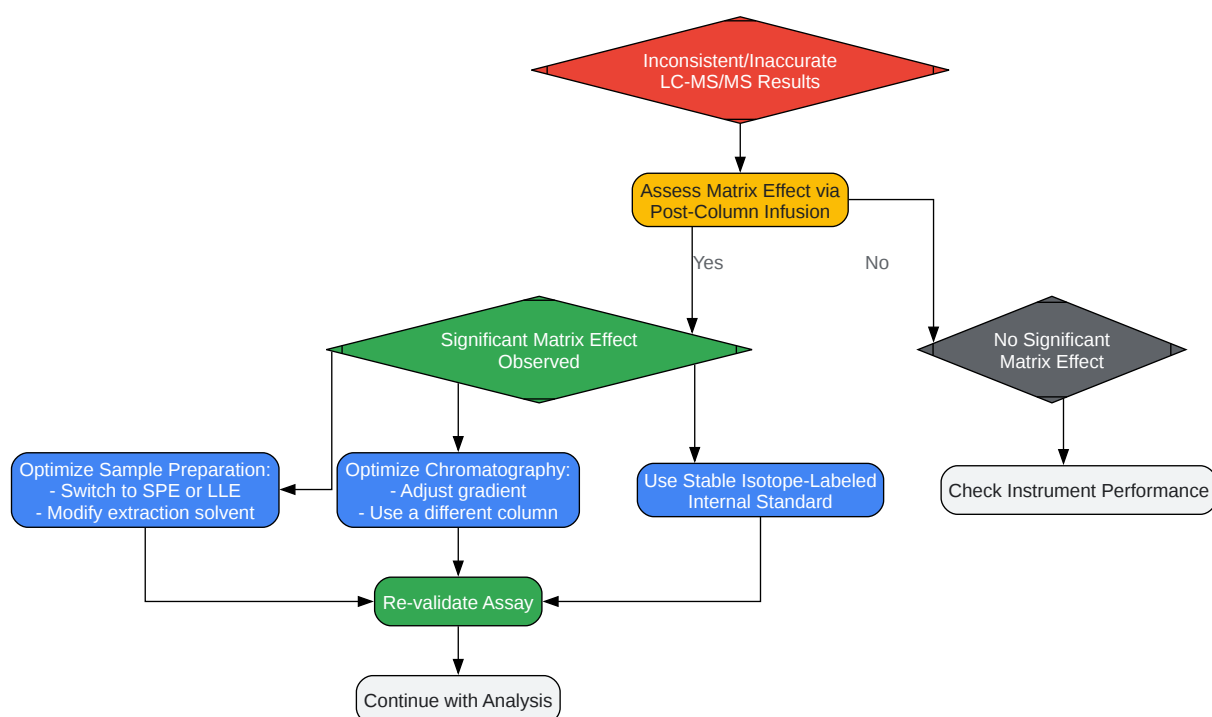 Inconsistent/Inaccurate
LC-MS/MS Results
Assess Matrix Effect via
Post-Column Infusion
Yes
No
Significant Matrix Effect
Observed
No Significant
Matrix Effect
Optimize Sample Preparation:
- Switch to SPE or LLE
- Modify extraction solvent
Optimize Chromatography:
- Adjust gradient
- Use a different column
Use Stable Isotope-Labeled
Internal Standard
Check Instrument Performance
Re-validate Assay
Continue with Analysis